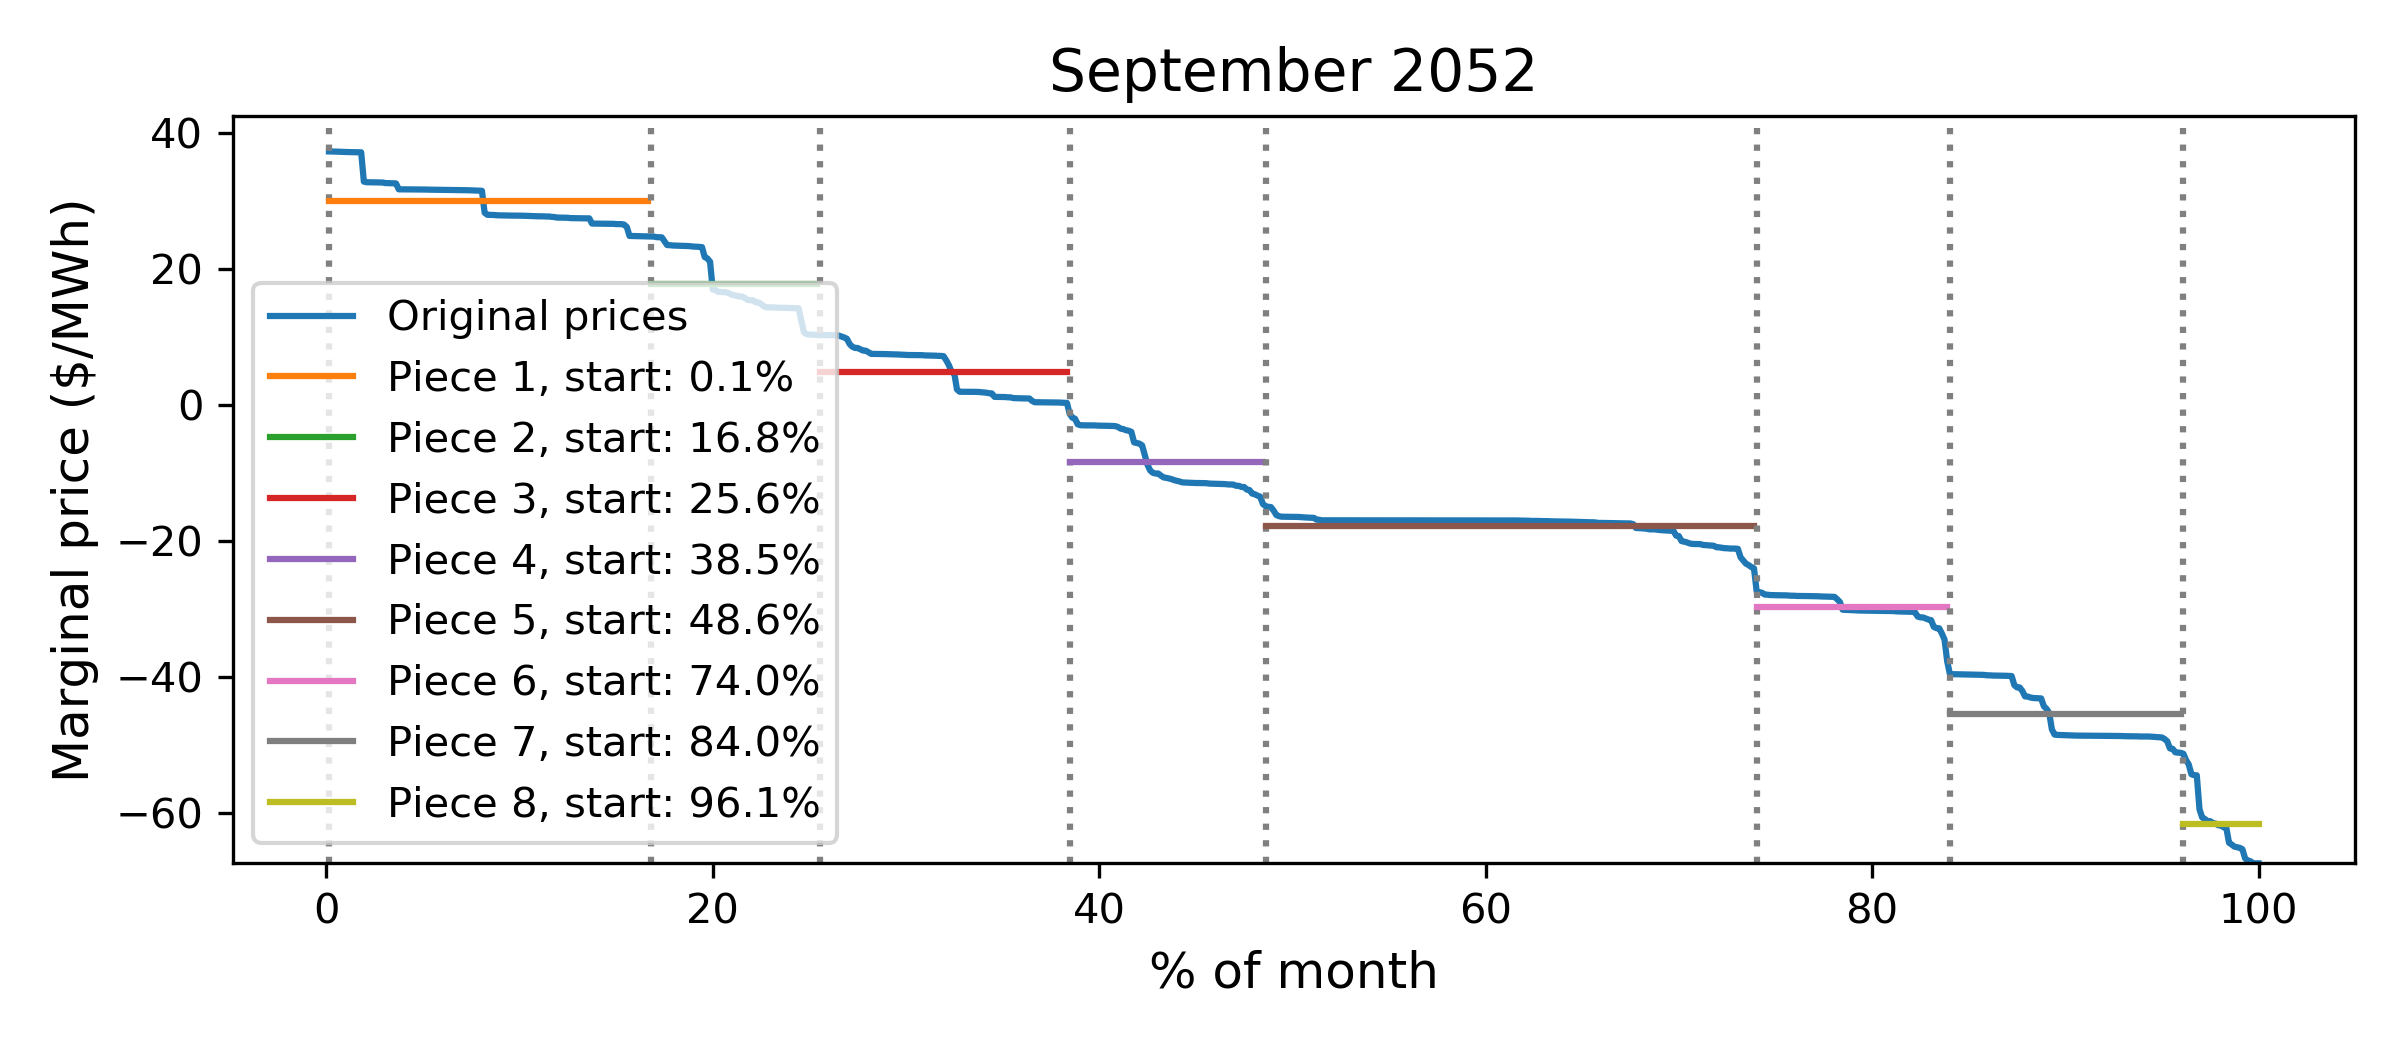 September 2052
Marginal price ($/MWh)
40
20
0
−20
−40
−60
Original prices
Piece 1, start: 0.1%
Piece 2, start: 16.8%
Piece 3, start: 25.6%
Piece 4, start: 38.5%
Piece 5, start: 48.6%
Piece 6, start: 74.0%
Piece 7, start: 84.0%
Piece 8, start: 96.1%
0 20 40 60 80 100
% of month